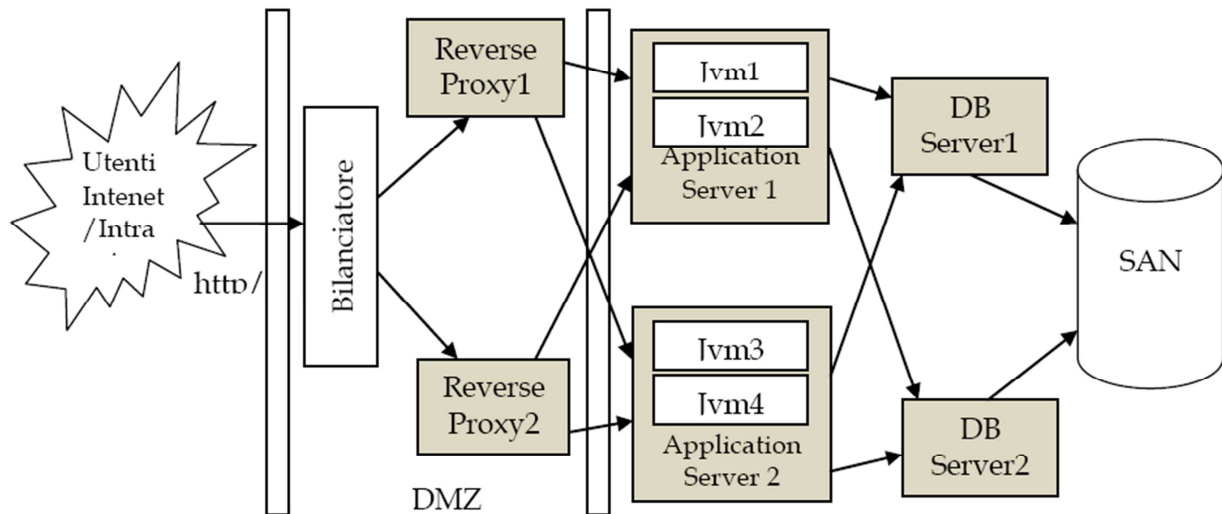 Utenti
Intenet
/Intra
.
http/
Bilanciatore
Reverse
Proxy1
Reverse
Proxy2
DMZ
Jvm1
Jvm2
Application
Server 1
Jvm3
Jvm4
Application
Server 2
DB
Server1
DB
Server2
SAN